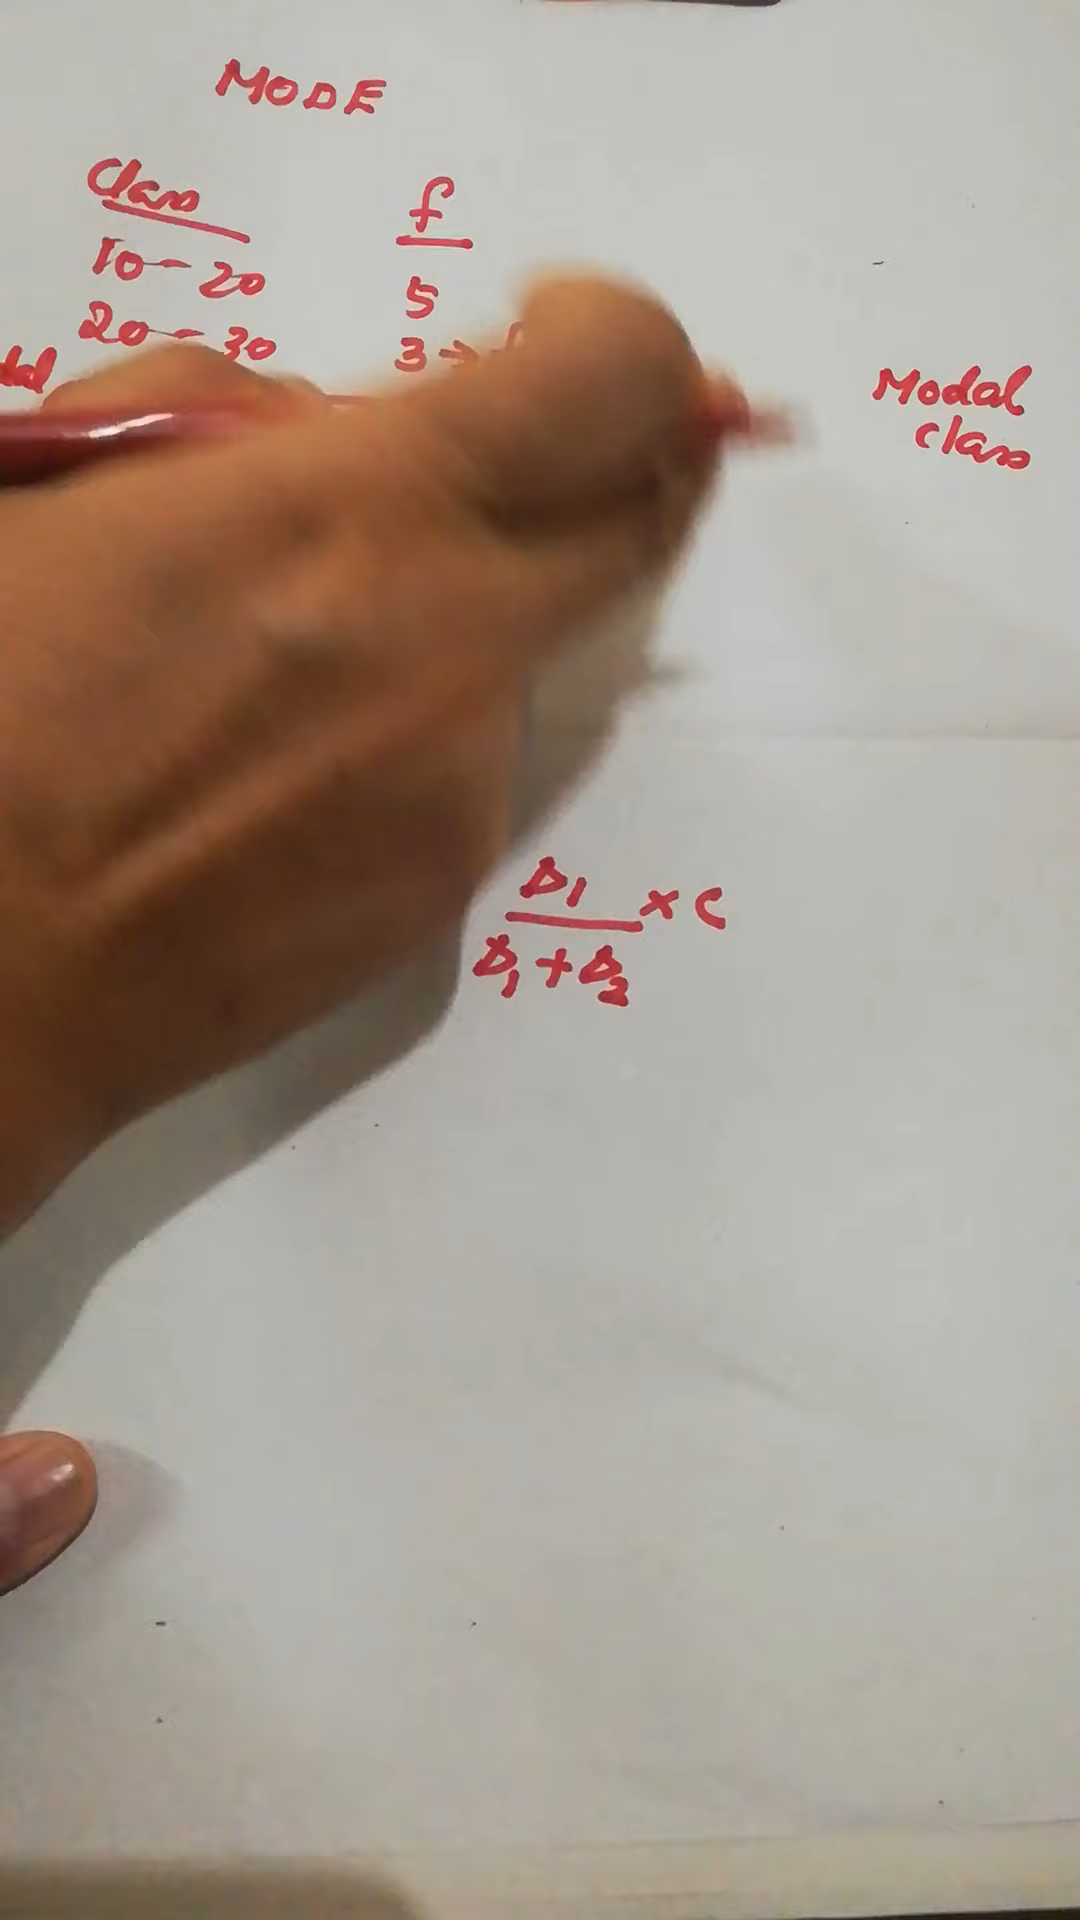 MODE
Class f
10-20 5
20-30 3 →
Modal
class
Δ1
× C
Δ1 + Δ2